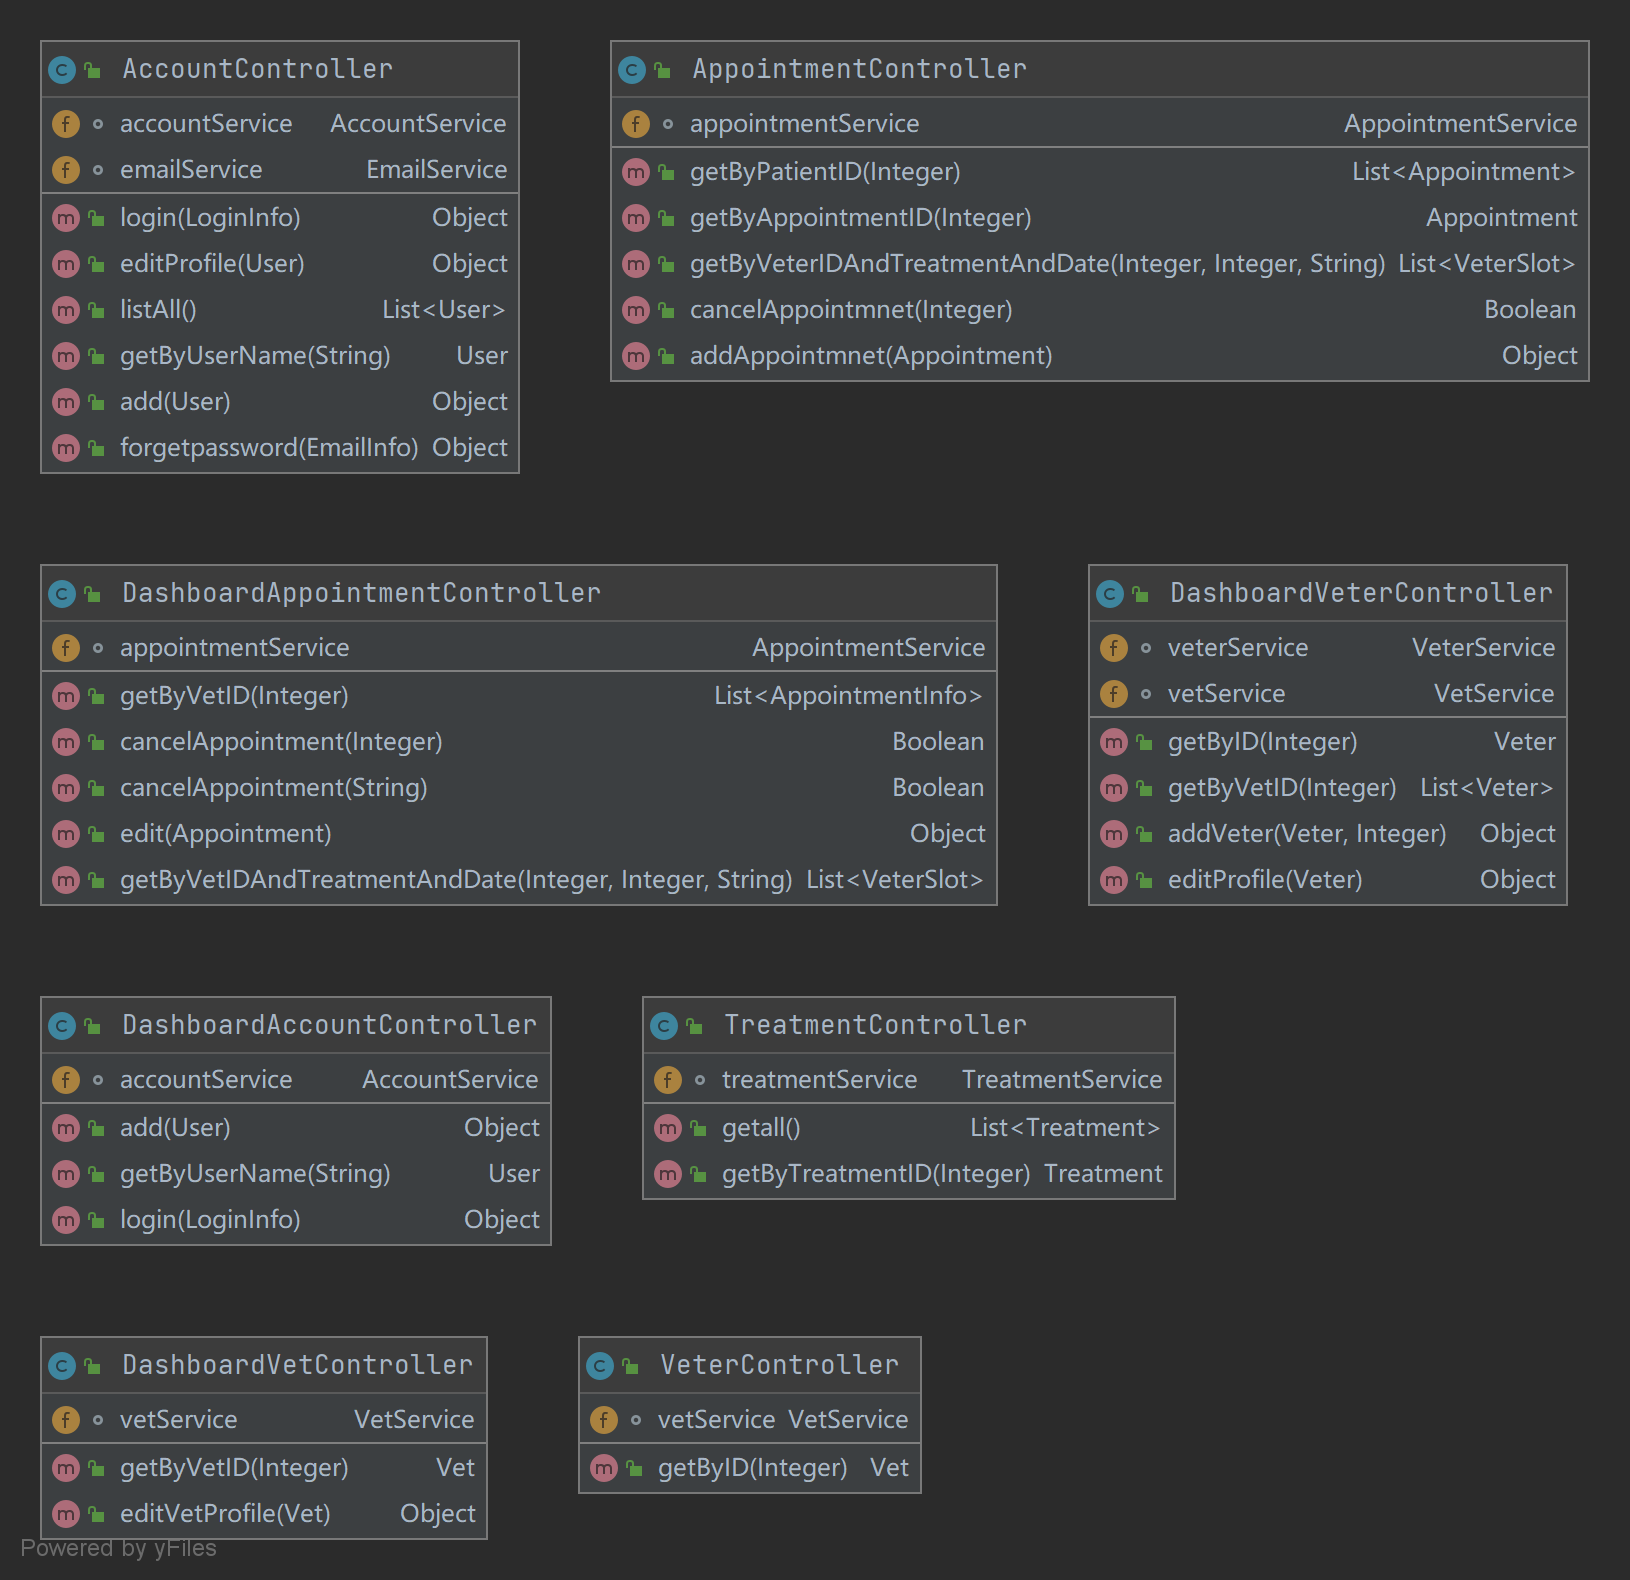 AccountController
accountService AccountService
emailService EmailService
login(LoginInfo) Object
editProfile(User) Object
listAll() List<User>
getByUserName(String) User
add(User) Object
forgetpassword(EmailInfo) Object
AppointmentController
appointmentService AppointmentService
getByPatientID(Integer) List<Appointment>
getByAppointmentID(Integer) Appointment
getByVeterIDAndTreatmentAndDate(Integer, Integer, String) List<VeterSlot>
cancelAppointmnet(Integer) Boolean
addAppointmnet(Appointment) Object
DashboardAppointmentController
appointmentService AppointmentService
getByVetID(Integer) List<AppointmentInfo>
cancelAppointment(Integer) Boolean
cancelAppointment(String) Boolean
edit(Appointment) Object
getByVetIDAndTreatmentAndDate(Integer, Integer, String) List<VeterSlot>
DashboardVeterController
veterService VeterService
vetService VetService
getByID(Integer) Veter
getByVetID(Integer) List<Veter>
addVeter(Veter, Integer) Object
editProfile(Veter) Object
DashboardAccountController
accountService AccountService
add(User) Object
getByUserName(String) User
login(LoginInfo) Object
TreatmentController
treatmentService TreatmentService
getall() List<Treatment>
getByTreatmentID(Integer) Treatment
DashboardVetController
vetService VetService
getByVetID(Integer) Vet
editVetProfile(Vet) Object
VeterController
vetService VetService
getByID(Integer) Vet
Powered by yFiles